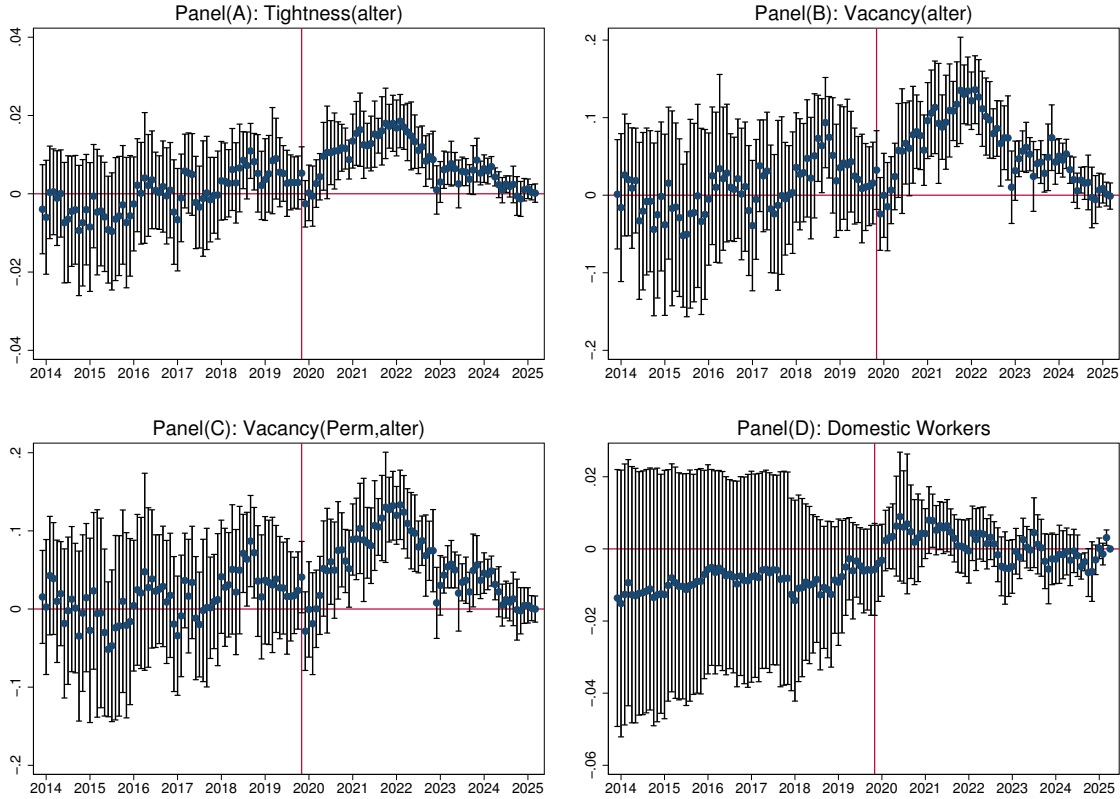 Panel(A): Tightness(alter)
.04
.02
0
-.02
-.04
2014 2015 2016 2017 2018 2019 2020 2021 2022 2023 2024 2025
Panel(B): Vacancy(alter)
.2
.1
0
-.1
-.2
2014 2015 2016 2017 2018 2019 2020 2021 2022 2023 2024 2025
Panel(C): Vacancy(Perm,alter)
.2
.1
0
-.1
-.2
2014 2015 2016 2017 2018 2019 2020 2021 2022 2023 2024 2025
Panel(D): Domestic Workers
.02
0
-.02
-.04
-.06
2014 2015 2016 2017 2018 2019 2020 2021 2022 2023 2024 2025